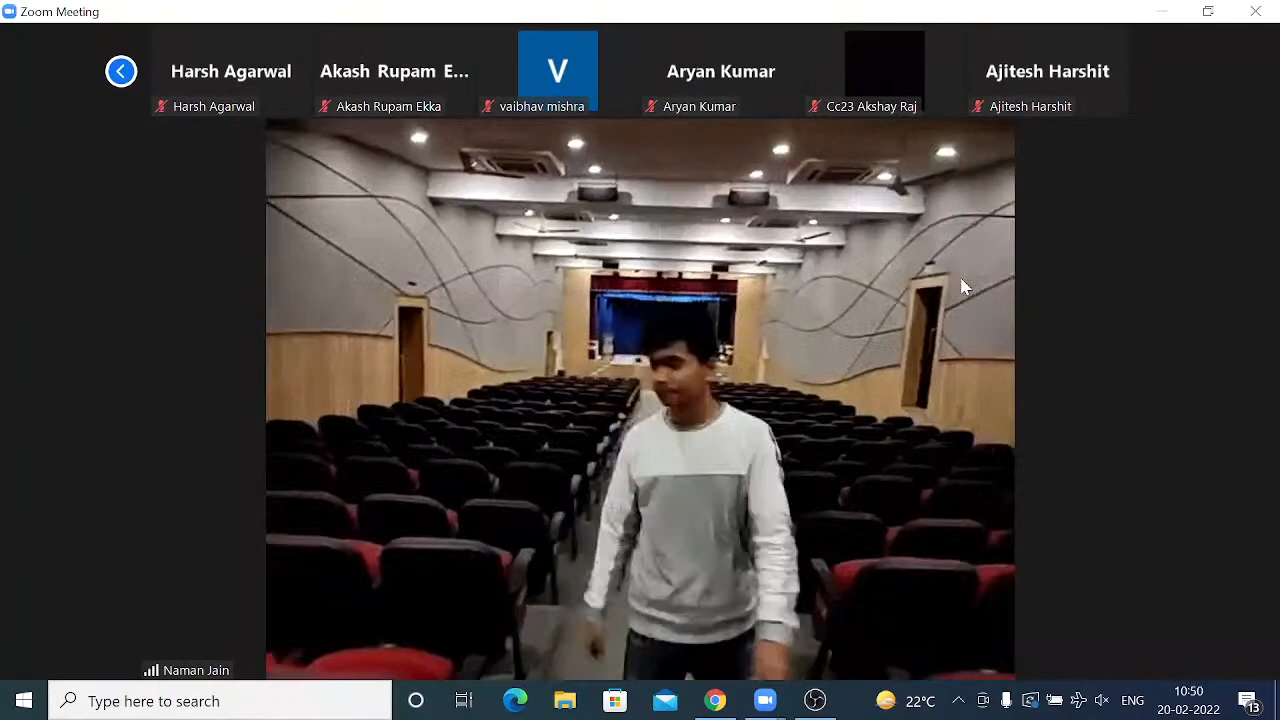 Zoom Meeting
Harsh Agarwal
Akash Rupam E...
V
Aryan Kumar
Ajitesh Harshit
Harsh Agarwal
Akash Rupam Ekka
vaibhav mishra
Aryan Kumar
Cc23 Akshay Raj
Ajitesh Harshit
Naman Jain
Type here to search
22°C
ENG
10:50
20-02-2022
13